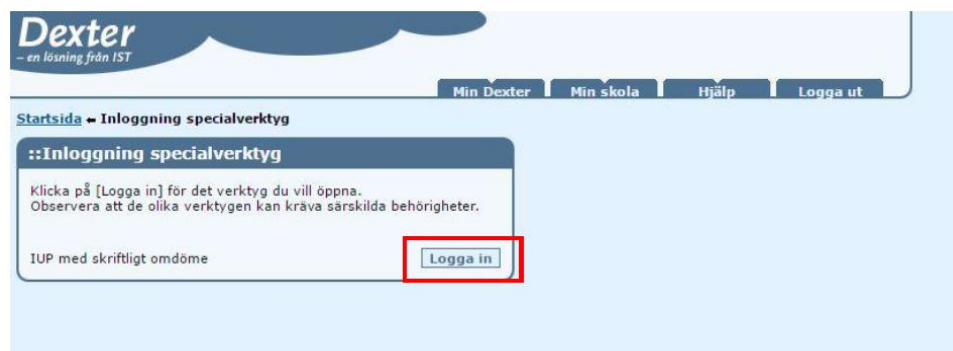 Dexter
– en lösning från IST
Min Dexter Min skola Hjälp Logga ut
Startsida ← Inloggning specialverktyg
::Inloggning specialverktyg
Klicka på [Logga in] för det verktyg du vill öppna.
Observera att de olika verktygen kan kräva särskilda behörigheter.
IUP med skriftligt omdöme Logga in